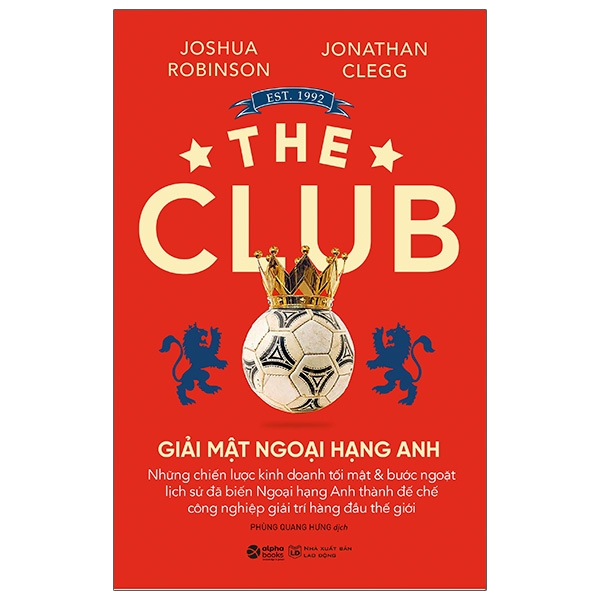 JOSHUA
ROBINSON
JONATHAN
CLEGG
EST. 1992
THE
CLUB
GIẢI MẬT NGOẠI HẠNG ANH
Những chiến lược kinh doanh tối mật & bước ngoặt
lịch sử đã biến Ngoại hạng Anh thành đế chế
công nghiệp giải trí hàng đầu thế giới
PHÙNG QUANG HƯNG dịch
alpha
books
LD
NHÀ XUẤT BẢN
LAO ĐỘNG